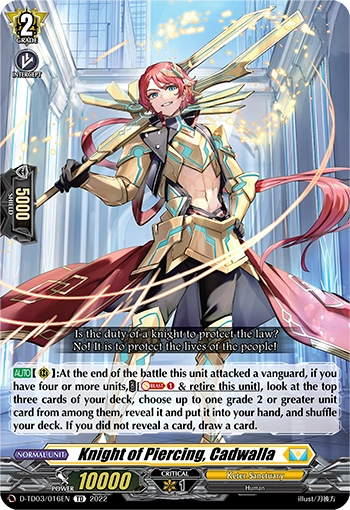 2
GRADE
INTERCEPT
5000
SHIELD
Is the duty of a knight to protect the law?
No! It is to protect the lives of the people!
AUTO【 】:At the end of the battle this unit attacked a vanguard, if you
have four or more units, [ BLAST 1 & retire this unit], look at the top
three cards of your deck, choose up to one grade 2 or greater unit
card from among them, reveal it and put it into your hand, and shuffle
your deck. If you did not reveal a card, draw a card.
NORMAL UNIT
Knight of Piercing, Cadwalla
POWER 10000 CRITICAL 1 Keter Sanctuary
Human
D-TD03/016EN TD 2022 illust/刀彼方